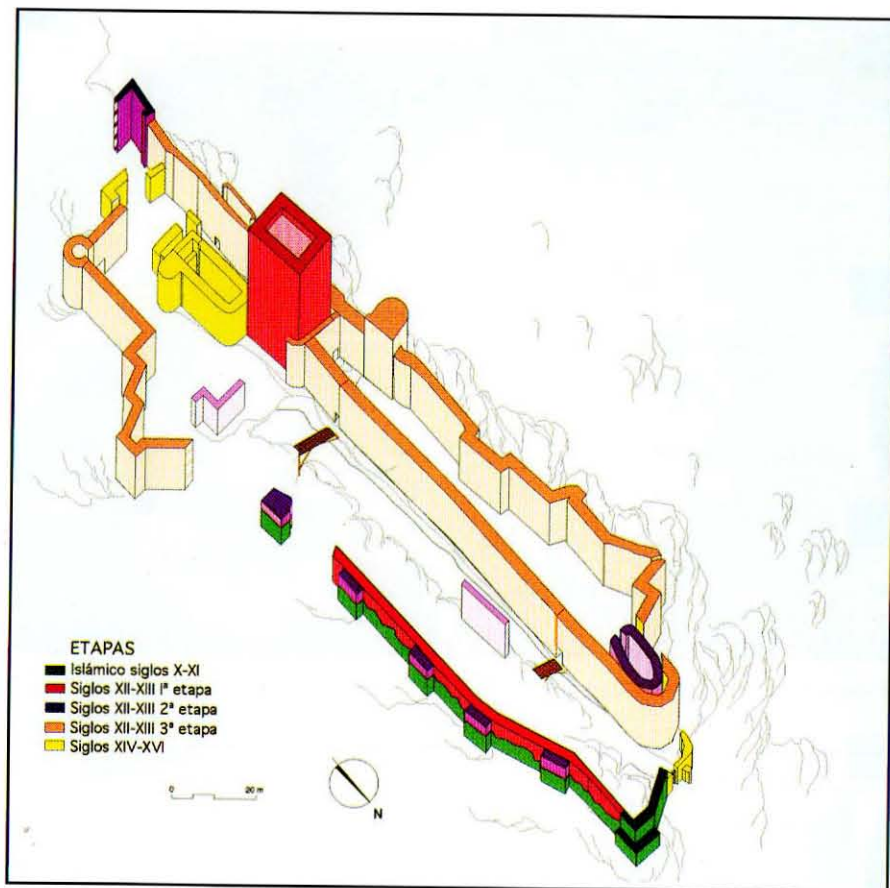 ETAPAS
Islámico siglos X-XI
Siglos XII-XIII 1ª etapa
Siglos XII-XIII 2ª etapa
Siglos XII-XIII 3ª etapa
Siglos XIV-XVI
0 20 m
N